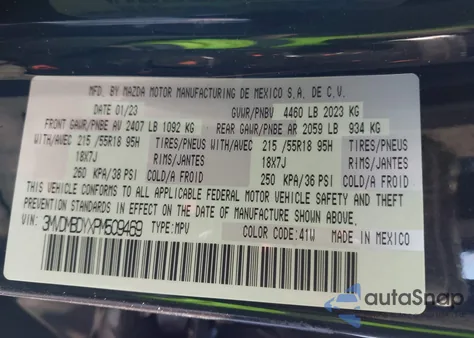 MFD. BY MAZDA MOTOR MANUFACTURING DE MEXICO S.A. DE C.V.
DATE 01/23 GVWR/PNBV 4460 LB 2023 KG
FRONT GAWR/PNBE AV 2407 LB 1092 KG REAR GAWR/PNBE AR 2059 LB 934 KG
WITH/AVEC 215 /55R18 95H TIRES/PNEUS WITH/AVEC 215 /55R18 95H TIRES/PNEUS
18X7J RIMS/JANTES 18X7J RIMS/JANTES
250 KPA/38 PSI COLD/A FROID 250 KPA/36 PSI COLD/A FROID
THIS VEHICLE CONFORMS TO ALL APPLICABLE FEDERAL MOTOR VEHICLE SAFETY AND THEFT
PREVENTION STANDARDS IN EFFECT ON THE DATE OF MANUFACTURE SHOWN ABOVE.
VIN: 3MVDMBDYXPM509469 TYPE: MPV COLOR CODE: 41W MADE IN MEXICO
autaSnap